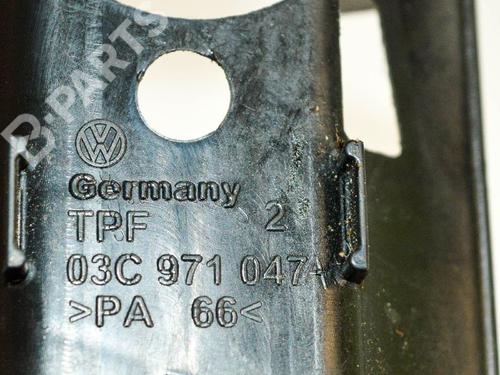 B-PARTS
Germany
TPF 2
03C 971 047
>PA 66<